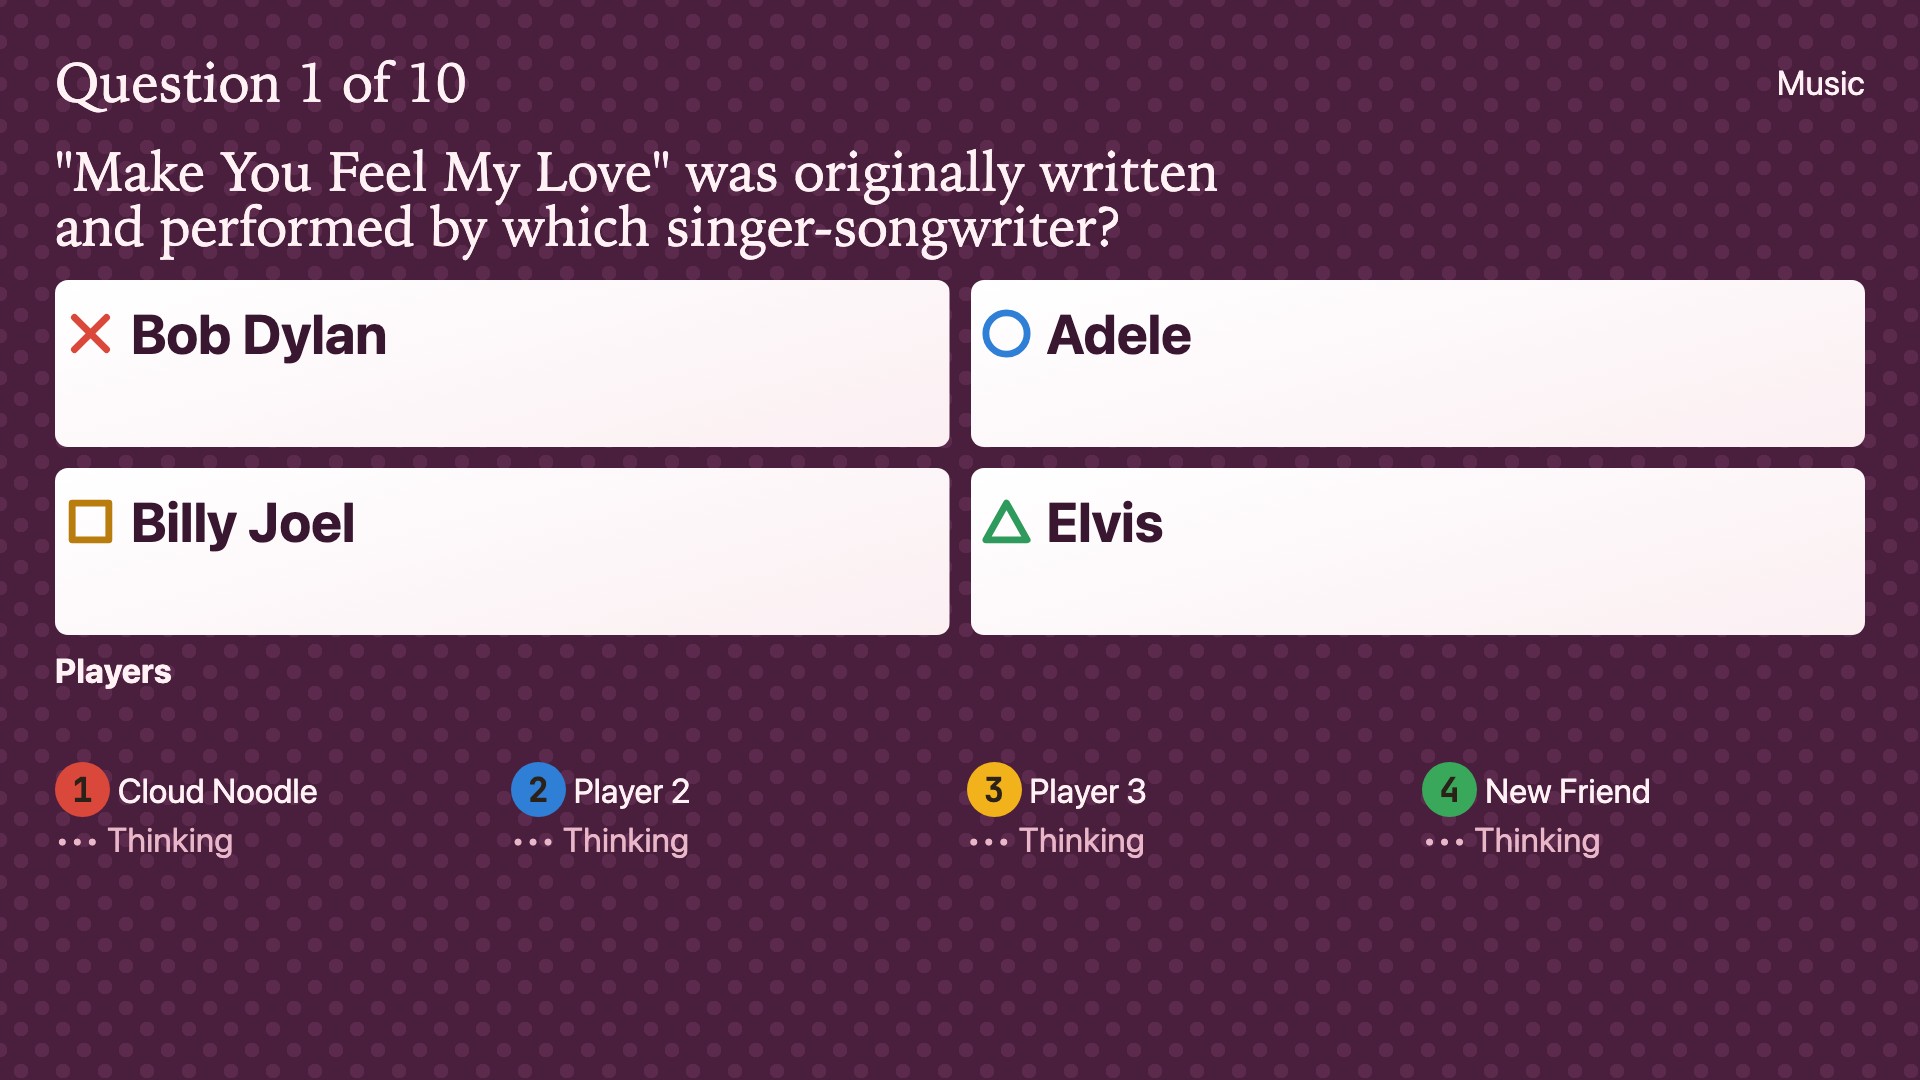 Question 1 of 10
Music
"Make You Feel My Love" was originally written
and performed by which singer-songwriter?
Bob Dylan
Adele
Billy Joel
Elvis
Players
1 Cloud Noodle
2 Player 2
3 Player 3
4 New Friend
••• Thinking
••• Thinking
••• Thinking
••• Thinking